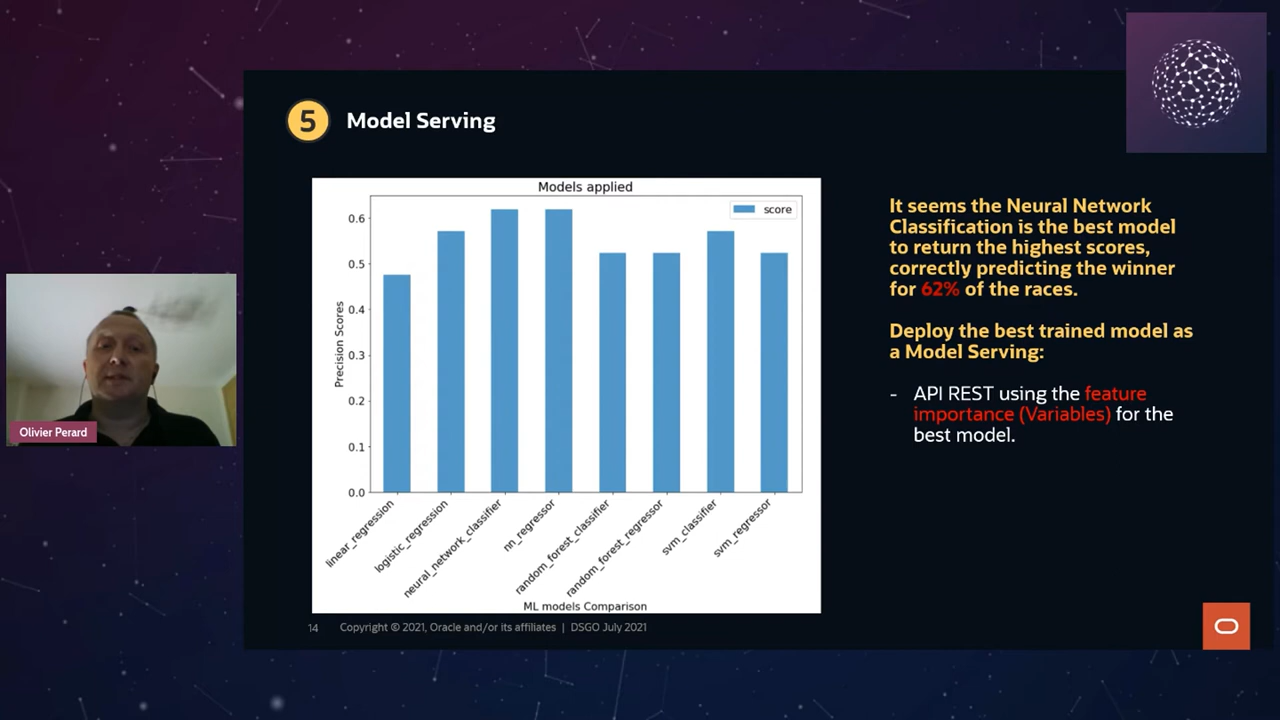 5 Model Serving
Models applied
score
0.6
0.5
0.4
0.3
0.2
0.1
0.0
Precision Scores
linear_regression
logistic_regression
neural_network_classifier
nn_regressor
random_forest_classifier
random_forest_regressor
svm_classifier
svm_regressor
ML models Comparison
It seems the Neural Network
Classification is the best model
to return the highest scores,
correctly predicting the winner
for 62% of the races.
Deploy the best trained model as
a Model Serving:
- API REST using the feature
importance (Variables) for the
best model.
Olivier Perard
14 Copyright © 2021, Oracle and/or its affiliates | DSGO July 2021